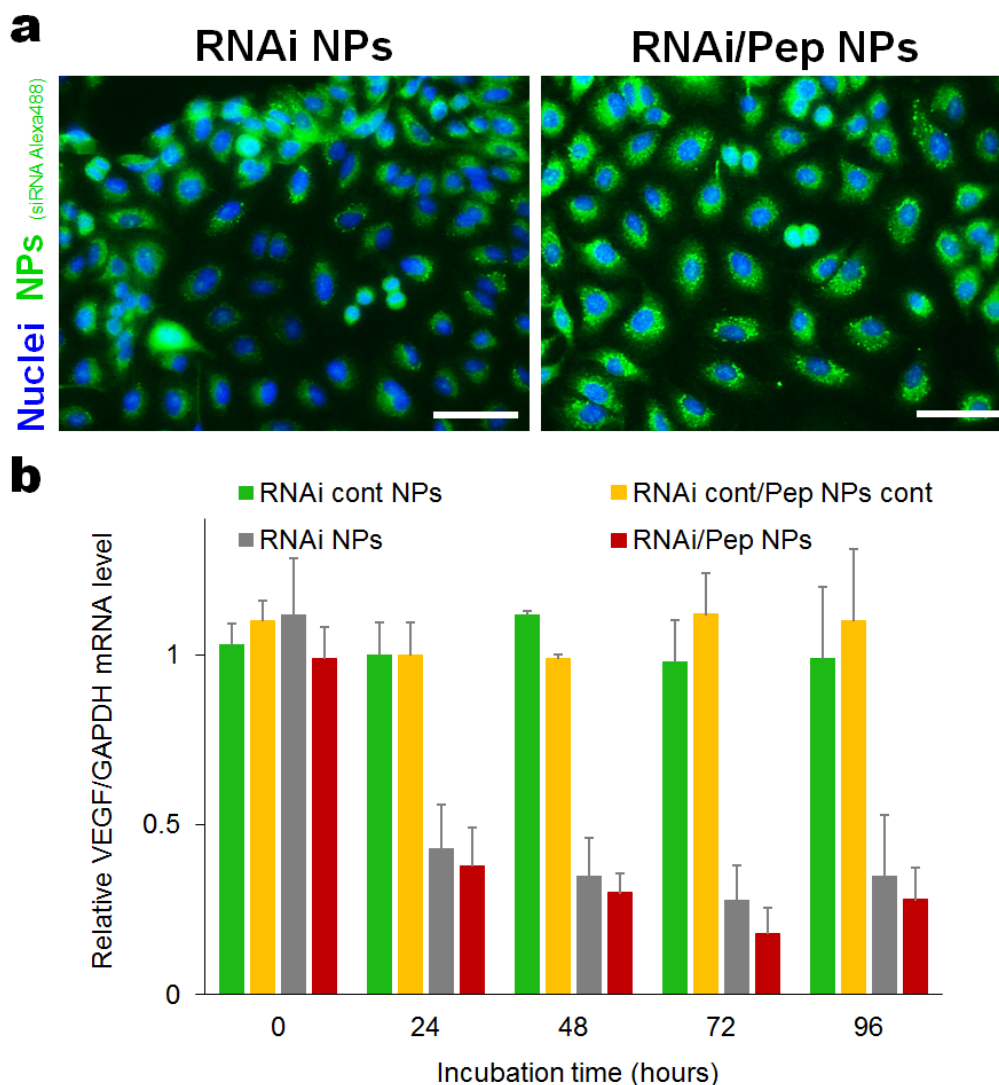 a
RNAi NPs
RNAi/Pep NPs
Nuclei NPs (siRNA Alexa488)
b
RNAi cont NPs
RNAi cont/Pep NPs cont
RNAi NPs
RNAi/Pep NPs
Relative VEGF/GAPDH mRNA level
1
0.5
0
0 24 48 72 96
Incubation time (hours)